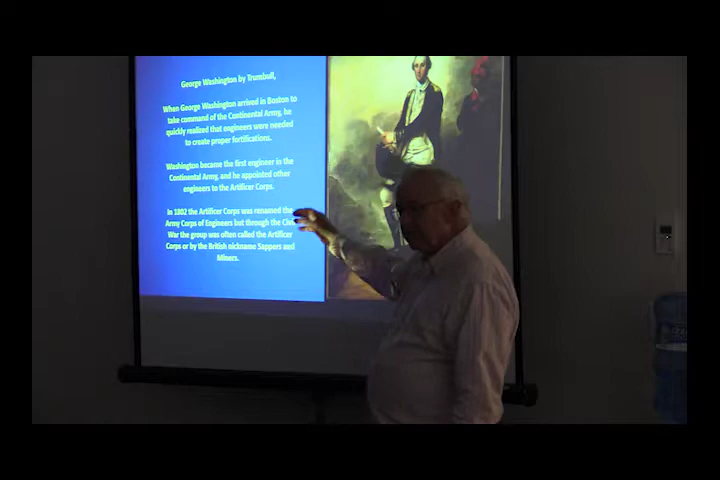 George Washington by Trumbull,
When George Washington arrived in Boston to
take command of the Continental Army, he
quickly realized that engineers were needed
to create proper fortifications.
Washington became the first engineer in the
Continental Army, and he appointed other
engineers to the Artificer Corps.
In 1802 the Artificer Corps was renamed the
Army Corps of Engineers but through the Civil
War the group was often called the Artificer
Corps or by the British nickname Sappers and
Miners.